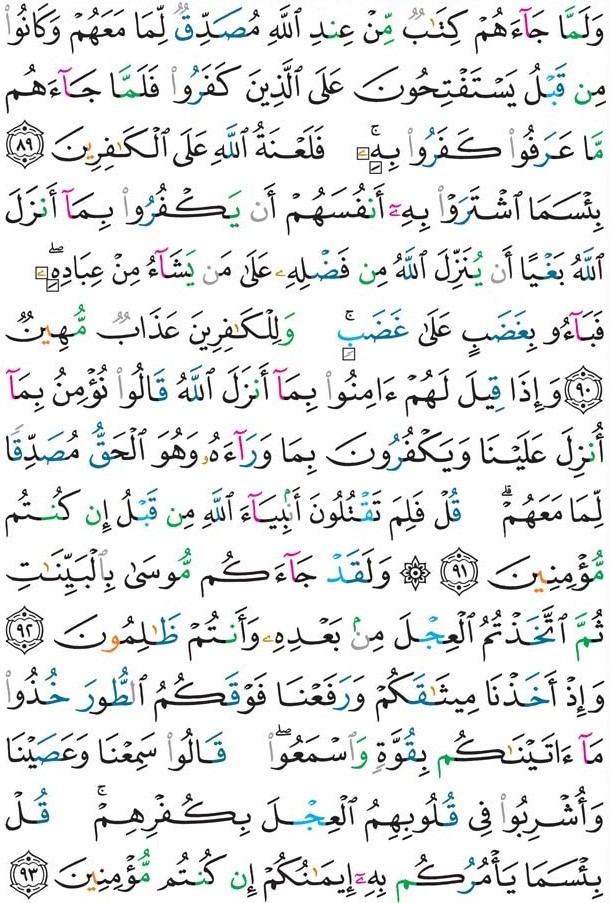 وَلَمَّا جَآءَهُمْ كِتَٰبٌ مِّنْ عِندِ ٱللَّهِ مُصَدِّقٌ لِّمَا مَعَهُمْ وَكَانُوا۟
مِن قَبْلُ يَسْتَفْتِحُونَ عَلَى ٱلَّذِينَ كَفَرُوا۟ فَلَمَّا جَآءَهُم
مَّا عَرَفُوا۟ كَفَرُوا۟ بِهِۦ ۚ فَلَعْنَةُ ٱللَّهِ عَلَى ٱلْكَٰفِرِينَ ٨٩
بِئْسَمَا ٱشْتَرَوْا۟ بِهِۦٓ أَنفُسَهُمْ أَن يَكْفُرُوا۟ بِمَآ أَنزَلَ
ٱللَّهُ بَغْيًا أَن يُنَزِّلَ ٱللَّهُ مِن فَضْلِهِۦ عَلَىٰ مَن يَشَآءُ مِنْ عِبَادِهِۦ ۖ
فَبَآءُو بِغَضَبٍ عَلَىٰ غَضَبٍ ۚ وَلِلْكَٰفِرِينَ عَذَابٌ مُّهِينٌ
٩٠ وَإِذَا قِيلَ لَهُمْ ءَامِنُوا۟ بِمَآ أَنزَلَ ٱللَّهُ قَالُوا۟ نُؤْمِنُ بِمَآ
أُنزِلَ عَلَيْنَا وَيَكْفُرُونَ بِمَا وَرَآءَهُۥ وَهُوَ ٱلْحَقُّ مُصَدِّقًا
لِّمَا مَعَهُمْ ۗ قُلْ فَلِمَ تَقْتُلُونَ أَنۢبِيَآءَ ٱللَّهِ مِن قَبْلُ إِن كُنتُم
مُّؤْمِنِينَ ٩١ ۞ وَلَقَدْ جَآءَكُم مُّوسَىٰ بِٱلْبَيِّنَٰتِ
ثُمَّ ٱتَّخَذْتُمُ ٱلْعِجْلَ مِنۢ بَعْدِهِۦ وَأَنتُمْ ظَٰلِمُونَ ٩٢
وَإِذْ أَخَذْنَا مِيثَٰقَكُمْ وَرَفَعْنَا فَوْقَكُمُ ٱلطُّورَ خُذُوا۟
مَآ ءَاتَيْنَٰكُم بِقُوَّةٍ وَٱسْمَعُوا۟ ۖ قَالُوا۟ سَمِعْنَا وَعَصَيْنَا
وَأُشْرِبُوا۟ فِى قُلُوبِهِمُ ٱلْعِجْلَ بِكُفْرِهِمْ ۚ قُلْ
بِئْسَمَا يَأْمُرُكُم بِهِۦٓ إِيمَٰنُكُمْ إِن كُنتُم مُّؤْمِنِينَ ٩٣